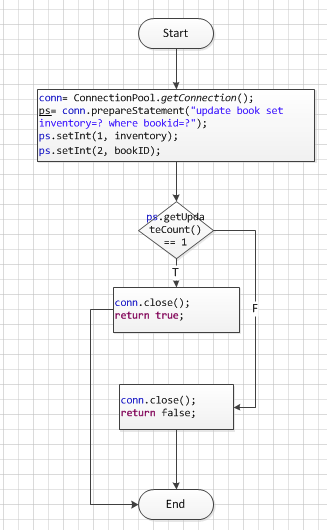 Start
conn= ConnectionPool.getConnection();
ps= conn.prepareStatement("update book set
inventory=? where bookid=?");
ps.setInt(1, inventory);
ps.setInt(2, bookID);
ps.getUpda
teCount()
== 1
T
conn.close();
return true;
F
conn.close();
return false;
End